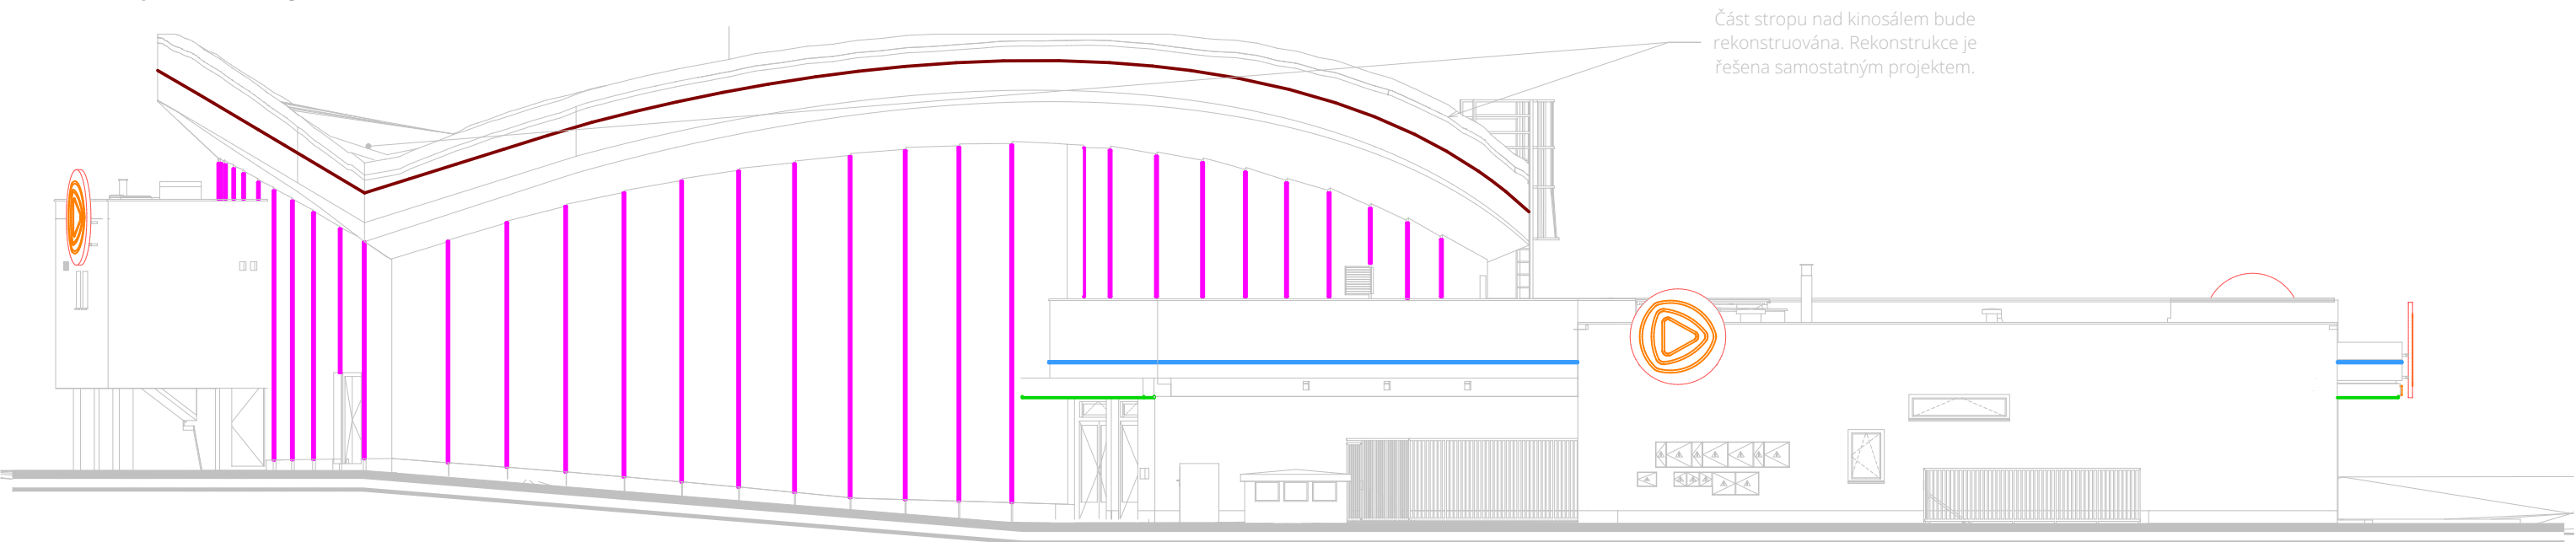 Část stropu nad kinosálem bude
rekonstruována. Rekonstrukce je
řešena samostatným projektem.